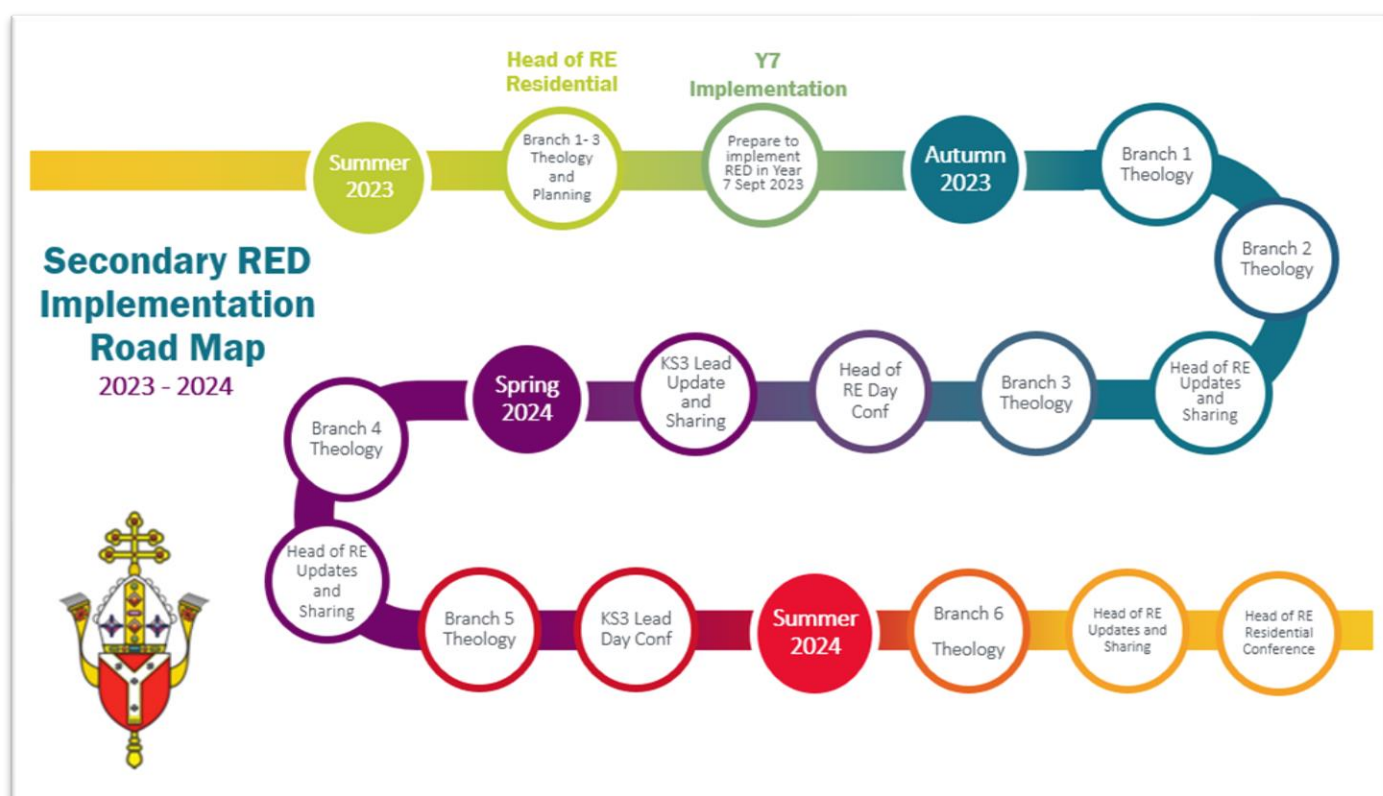 Head of RE
Residential
Y7
Implementation
Summer
2023
Branch 1- 3
Theology
and
Planning
Prepare to
implement
RED in Year
7 Sept 2023
Autumn
2023
Branch 1
Theology
Branch 2
Theology
Secondary RED
Implementation
Road Map
2023 - 2024
Head of RE
Updates
and
Sharing
Branch 3
Theology
Head of
RE Day
Conf
KS3 Lead
Update
and
Sharing
Spring
2024
Branch 4
Theology
Head of RE
Updates
and
Sharing
Branch 5
Theology
KS3 Lead
Day Conf
Summer
2024
Branch 6
Theology
Head of RE
Updates and
Sharing
Head of RE
Residential
Conference